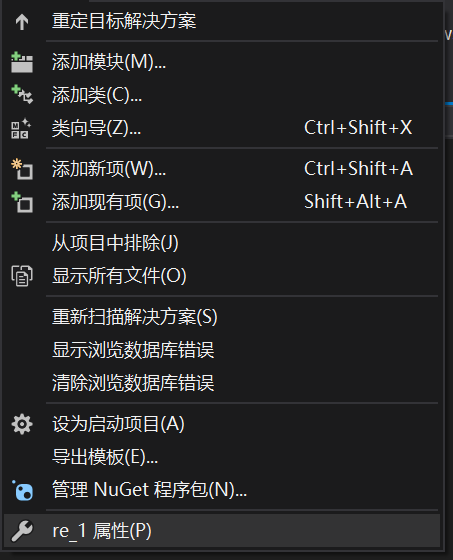 重定目标解决方案
添加模块(M)...
添加类(C)...
类向导(Z)... Ctrl+Shift+X
添加新项(W)... Ctrl+Shift+A
添加现有项(G)... Shift+Alt+A
从项目中排除(J)
显示所有文件(O)
重新扫描解决方案(S)
显示浏览数据库错误
清除浏览数据库错误
设为启动项目(A)
导出模板(E)...
管理 NuGet 程序包(N)...
re_1 属性(P)